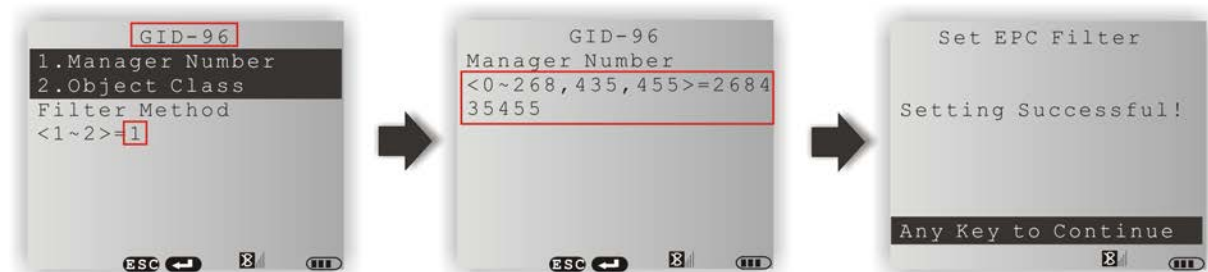 GID-96
1.Manager Number
2.Object Class
Filter Method
<1~2>=1
ESC
GID-96
Manager Number
<0~268,435,455>=2684
35455
ESC
Set EPC Filter
Setting Successful!
Any Key to Continue